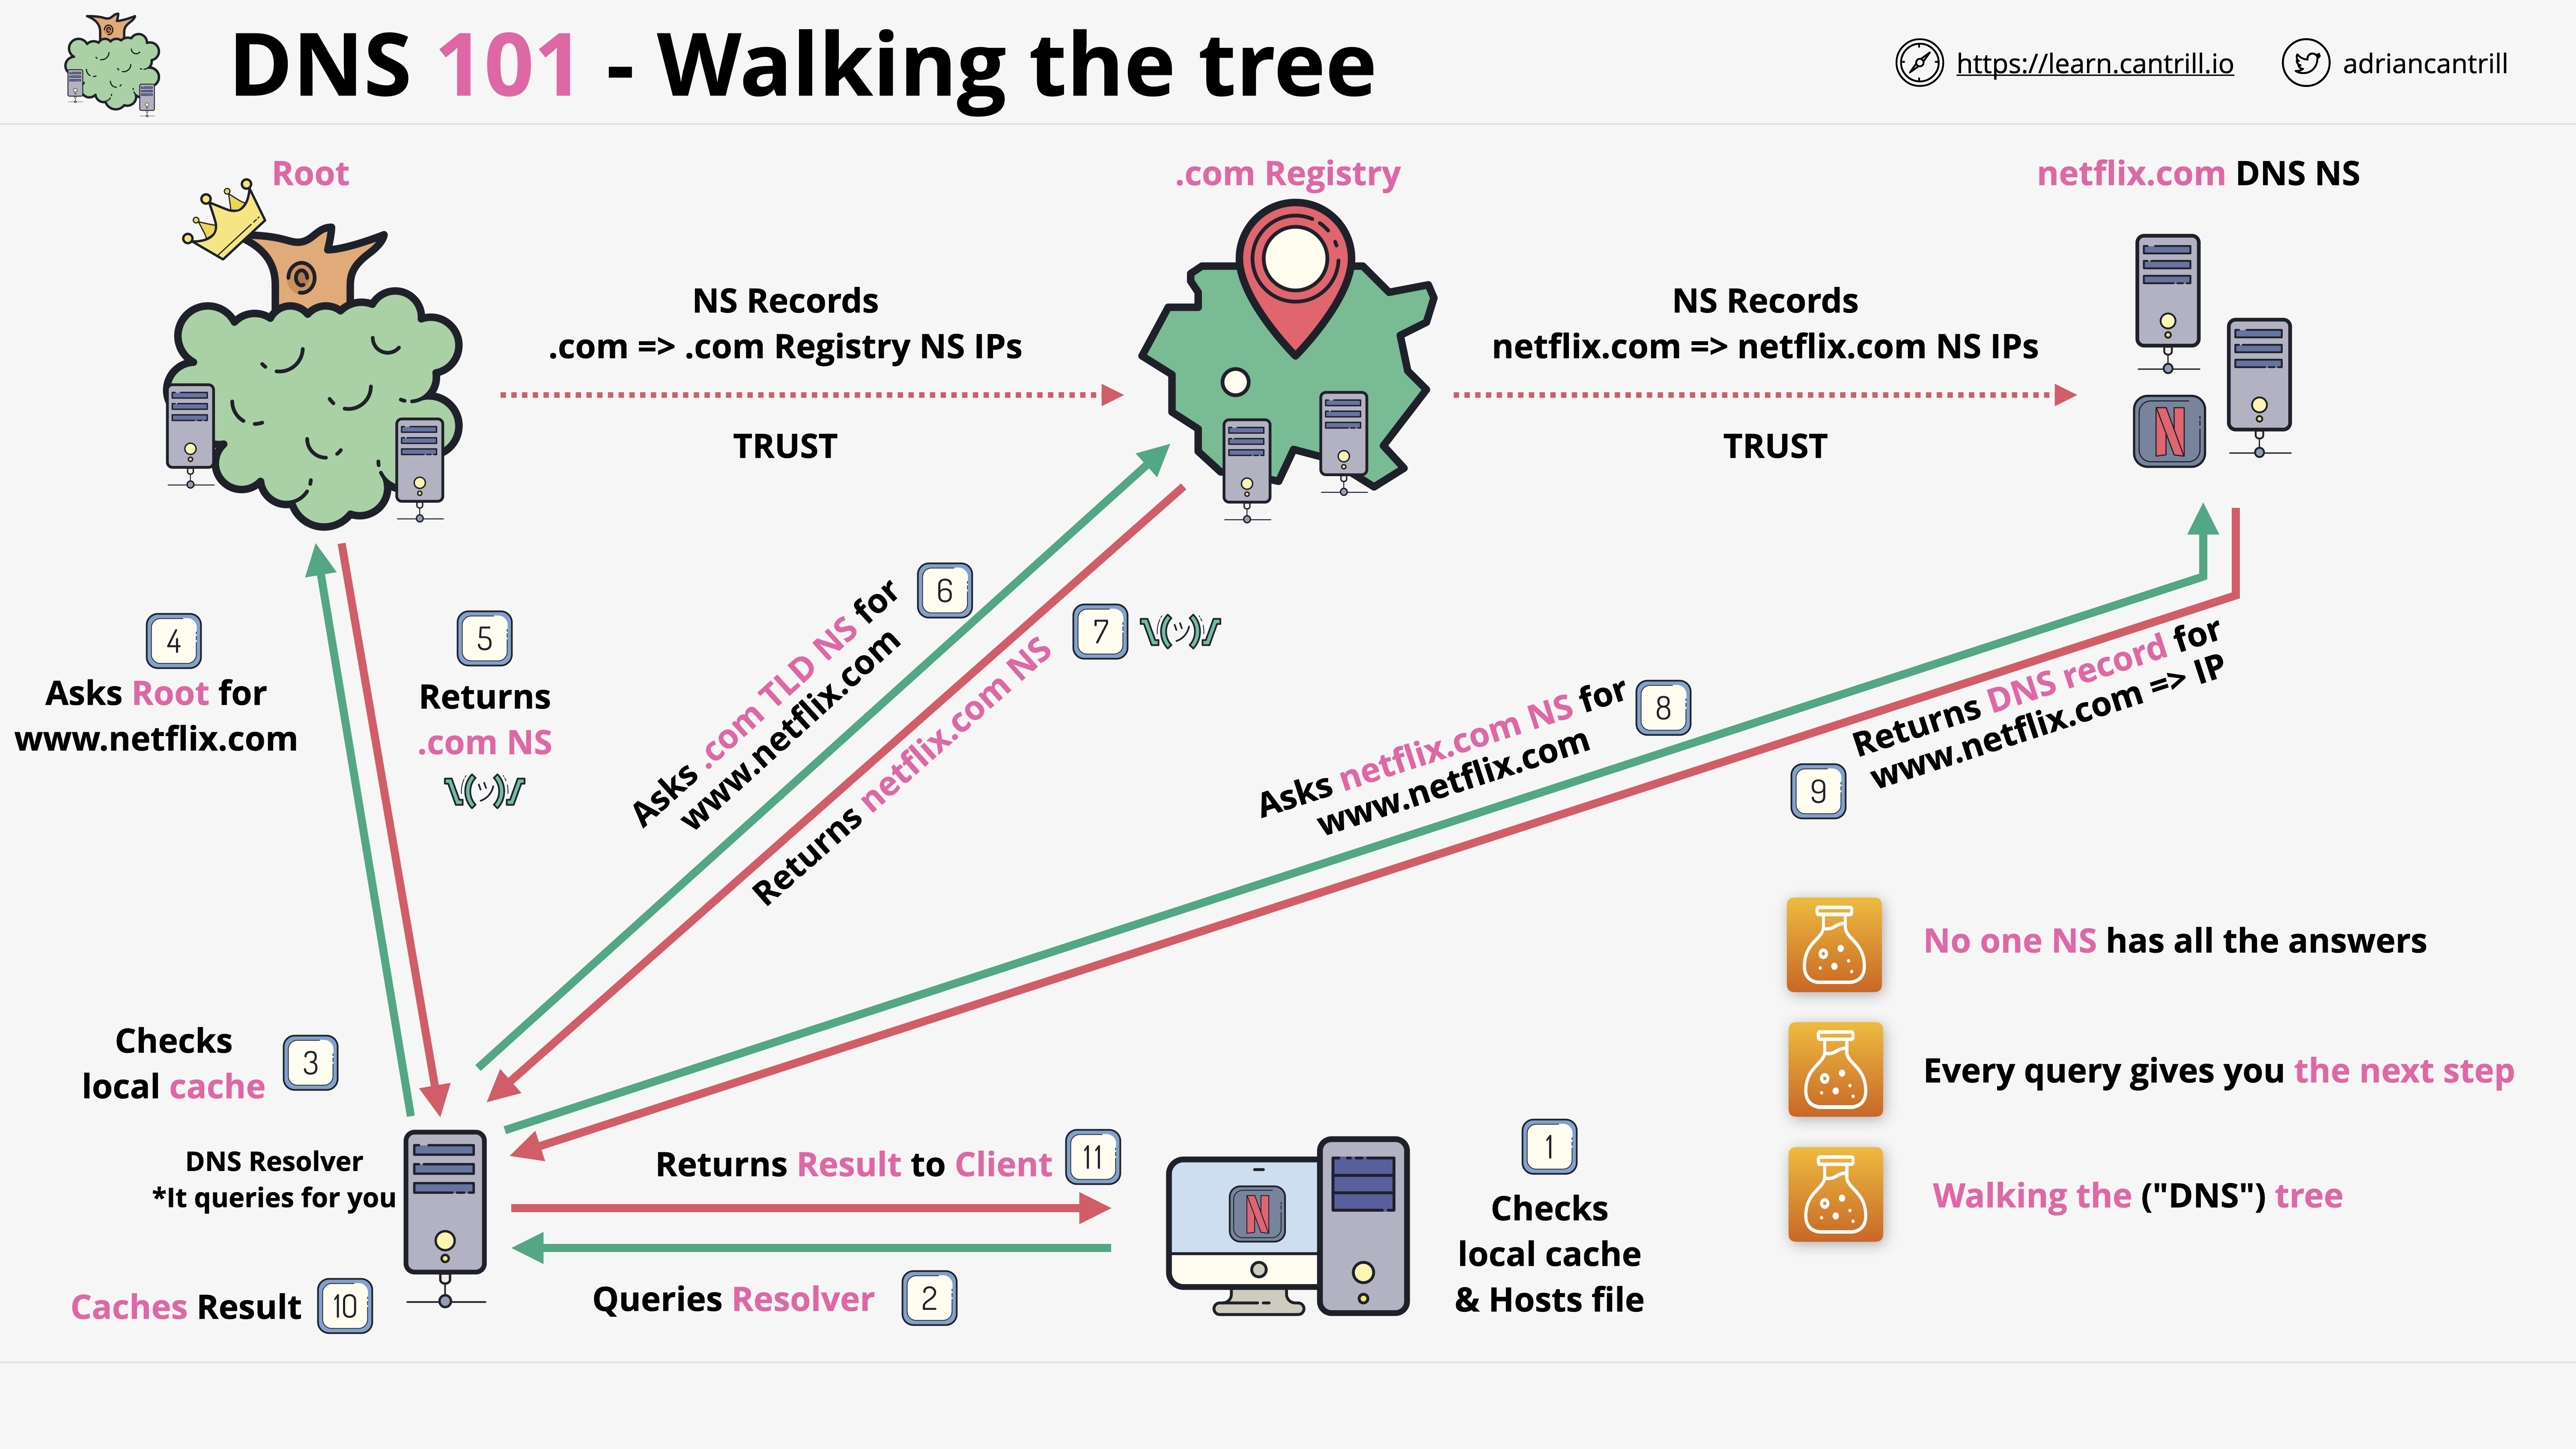 DNS 101 - Walking the tree
https://learn.cantrill.io
adriancantrill
Root
.com Registry
netflix.com DNS NS
NS Records
.com => .com Registry NS IPs
TRUST
NS Records
netflix.com => netflix.com NS IPs
TRUST
N
4
Asks Root for
www.netflix.com
5
Returns
.com NS
¯\_(ツ)_/¯
Asks .com TLD NS for
www.netflix.com
6
Returns netflix.com NS
7
¯\_(ツ)_/¯
Asks netflix.com NS for
www.netflix.com
8
Returns DNS record for
www.netflix.com => IP
9
No one NS has all the answers
Every query gives you the next step
Walking the ("DNS") tree
Checks
local cache
3
DNS Resolver
*It queries for you
Caches Result
10
Returns Result to Client
11
Queries Resolver
2
N
1
Checks
local cache
& Hosts file